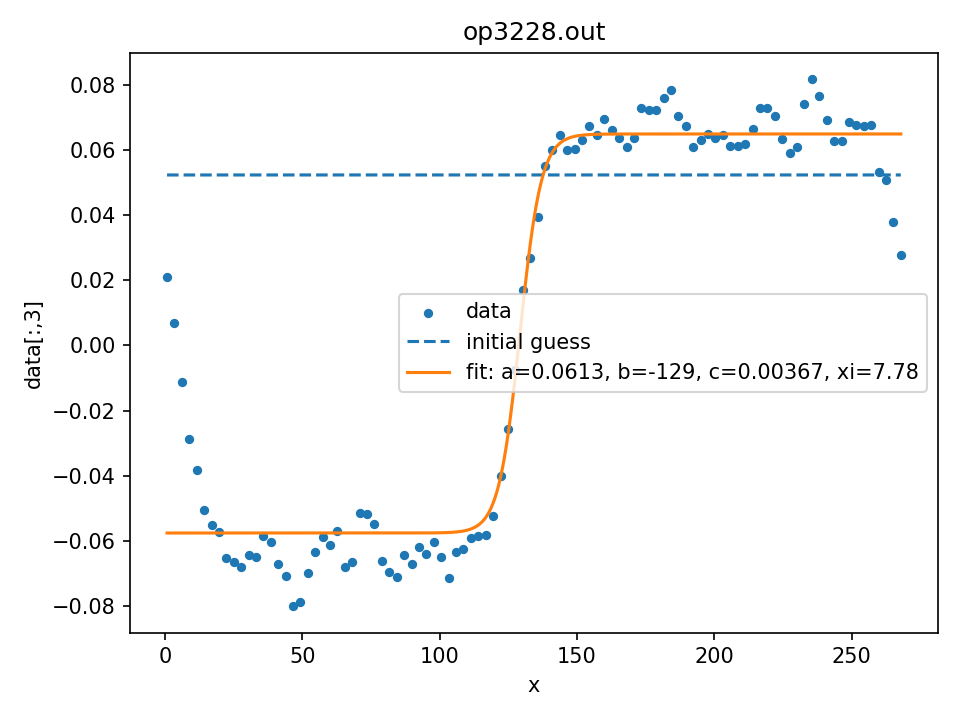 op3228.out
0.08
0.06
0.04
0.02
0.00
−0.02
−0.04
−0.06
−0.08
data[:,3]
data
initial guess
fit: a=0.0613, b=-129, c=0.00367, xi=7.78
0 50 100 150 200 250
x